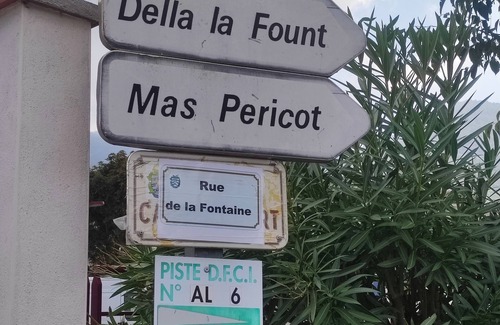 Della la Fount
Mas Pericot
Rue
de la Fontaine
PISTE D.F.C.I.
N° AL 6